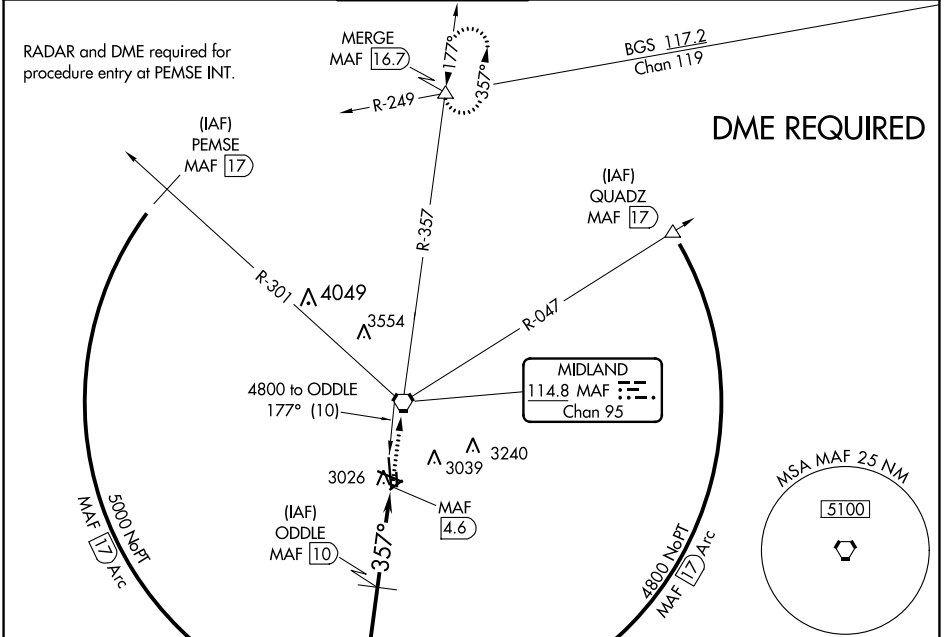 RADAR and DME required for
procedure entry at PEMSE INT.
MERGE
MAF 16.7
177°
357°
R-249
BGS 117.2
Chan 119
DME REQUIRED
(IAF)
PEMSE
MAF 17
(IAF)
QUADZ
MAF 17
R-357
R-301
4049
3554
R-047
4800 to ODDLE
177° (10)
MIDLAND
114.8 MAF
Chan 95
3026
3039
3240
MAF
4.6
(IAF)
ODDLE
MAF 10
357°
5000 NoPT
MAF 17 Arc
4800 NoPT
MAF 17 Arc
MSA MAF 25 NM
5100